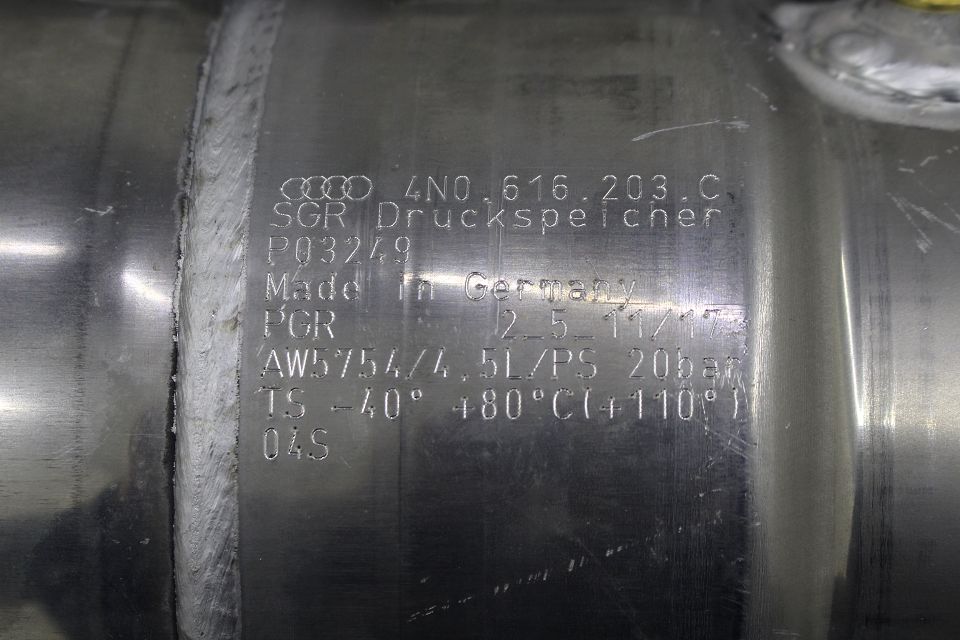 4N0.616.203.C
SGR Druckspeicher
P03249
Made in Germany
PGR 2_5_11/17
AW5754/4.5L/PS 20bar
TS -40° +80°C(+110°)
04S